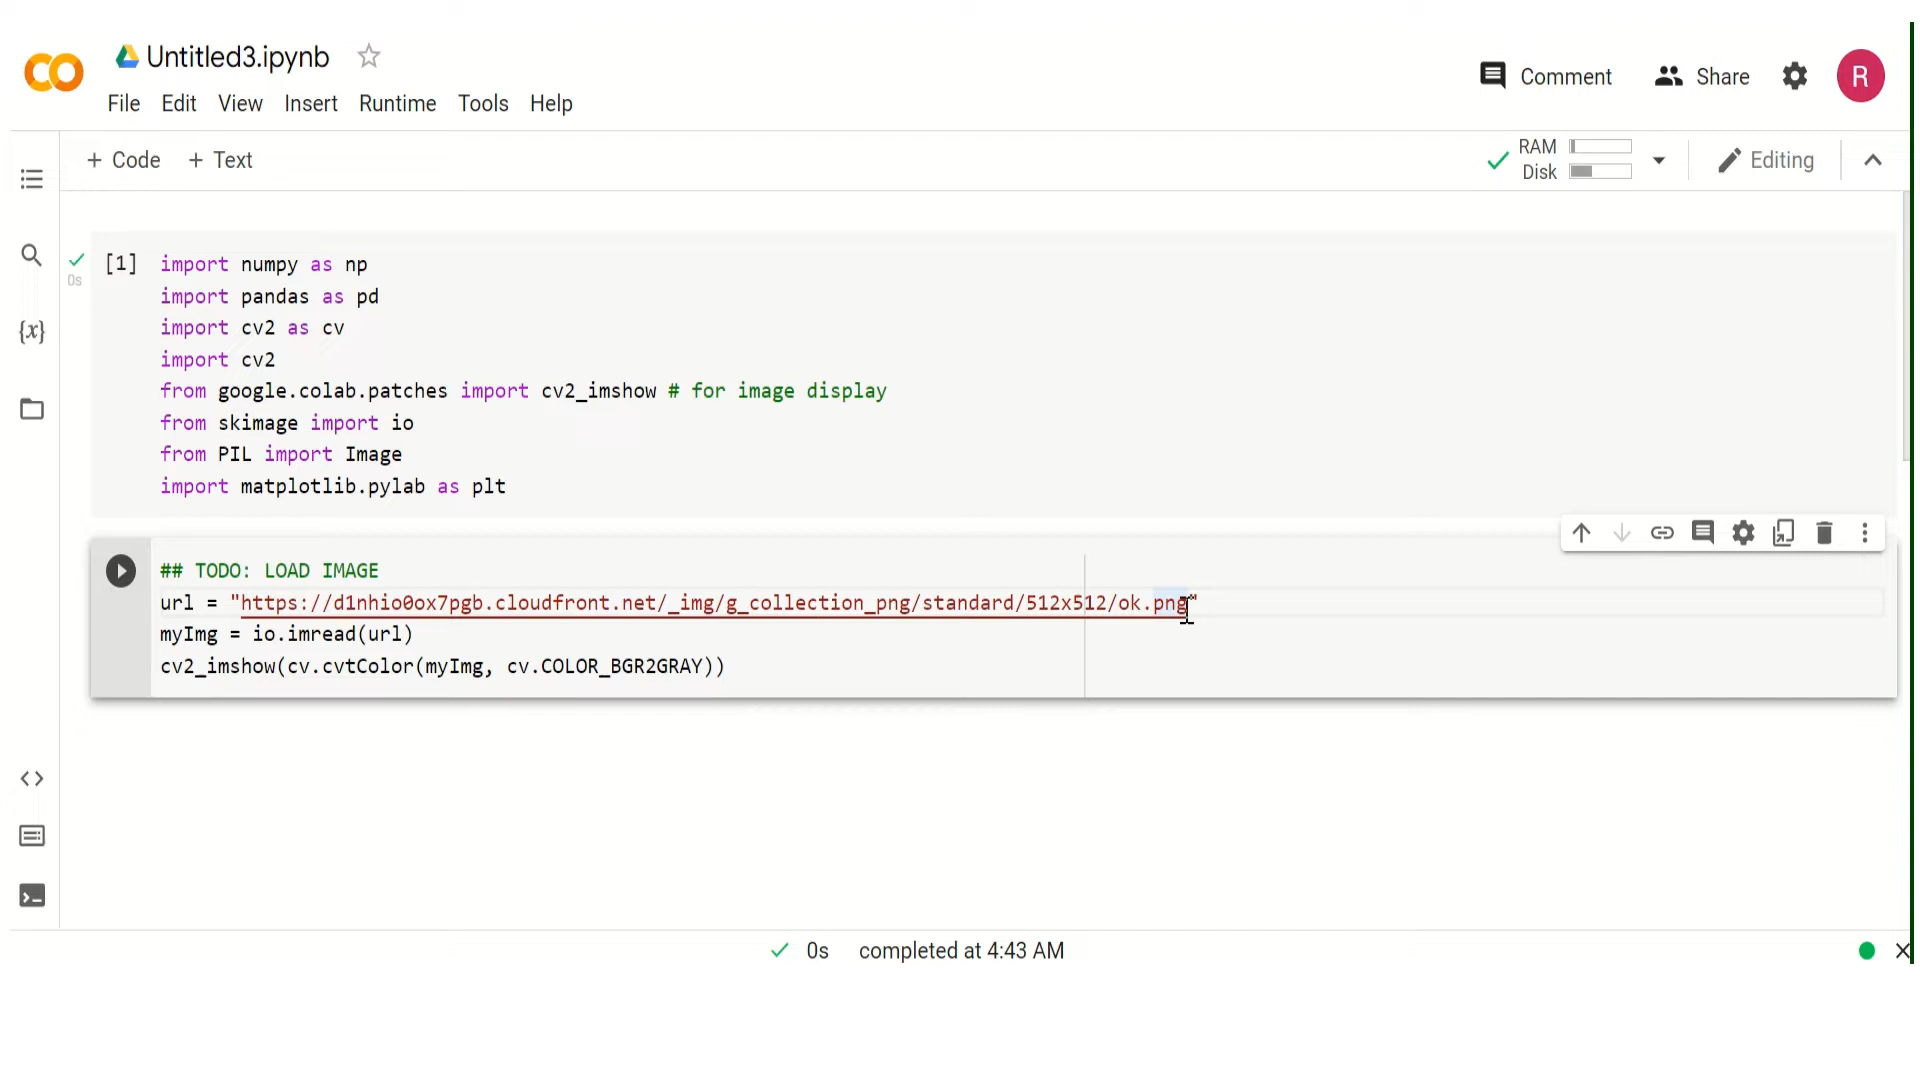 Untitled3.ipynb
File Edit View Insert Runtime Tools Help
Comment
Share
R
+ Code + Text
RAM
Disk
Editing
{x}
0s
[1] import numpy as np
import pandas as pd
import cv2 as cv
import cv2
from google.colab.patches import cv2_imshow # for image display
from skimage import io
from PIL import Image
import matplotlib.pylab as plt
## TODO: LOAD IMAGE
url = "https://d1nhio0ox7pgb.cloudfront.net/_img/g_collection_png/standard/512x512/ok.png"
myImg = io.imread(url)
cv2_imshow(cv.cvtColor(myImg, cv.COLOR_BGR2GRAY))
0s completed at 4:43 AM